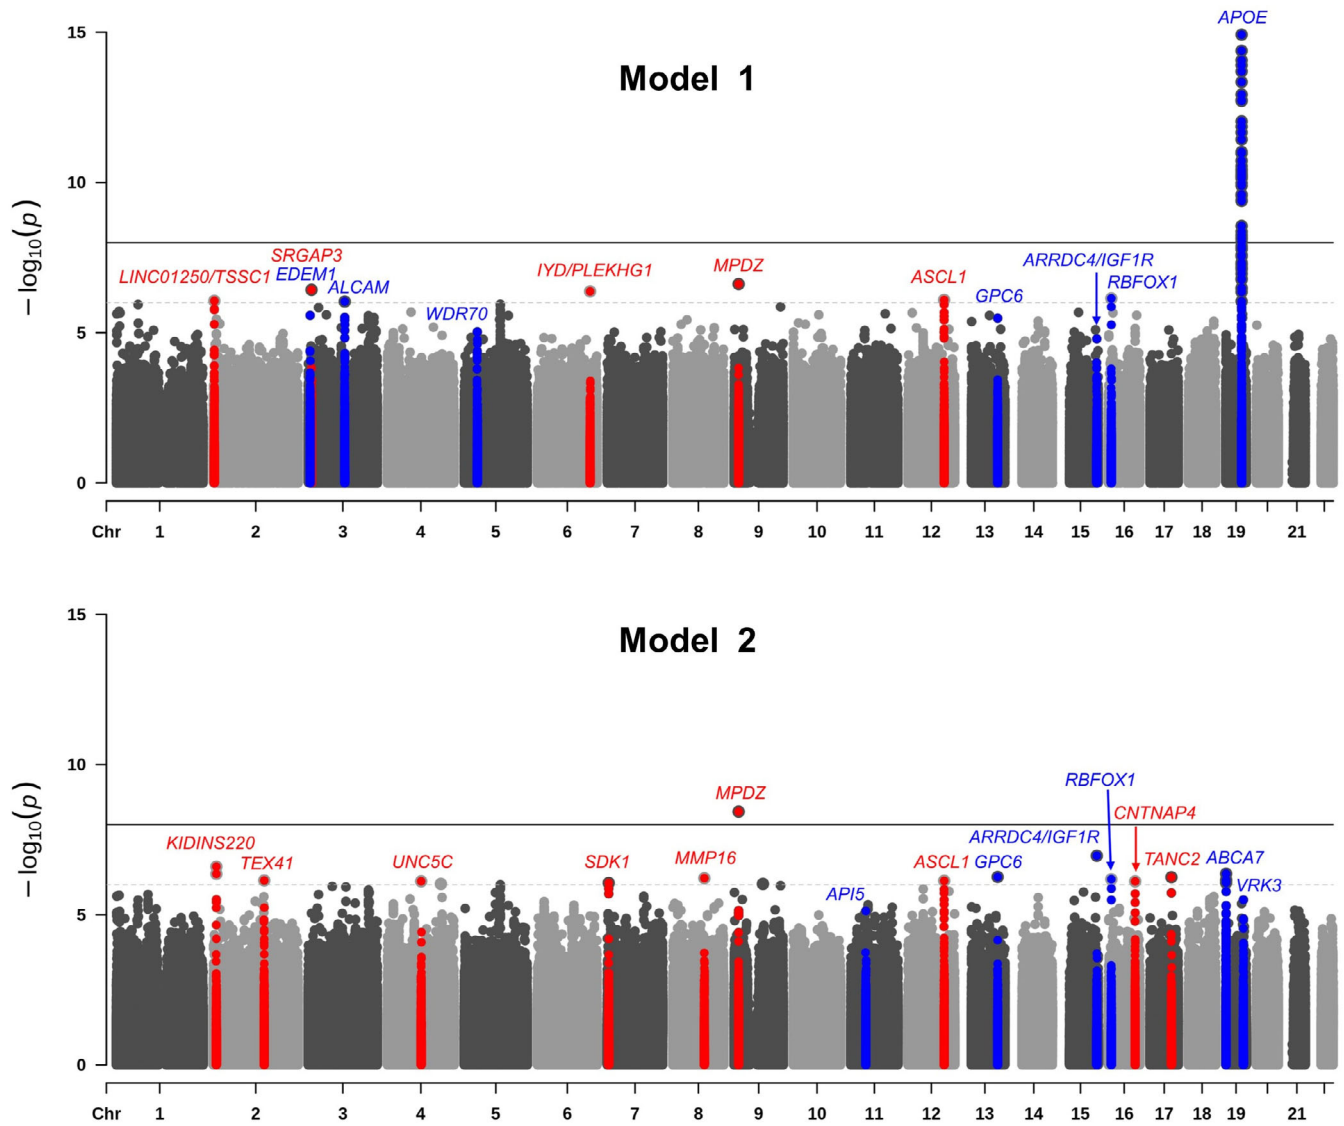 APOE
15
Model 1
10
− log10(p)
SRGAP3
LINC01250/TSSC1
EDEM1
ALCAM
WDR70
IYD/PLEKHG1
MPDZ
ASCL1
ARRDC4/IGF1R
GPC6
RBFOX1
5
0
Chr 1 2 3 4 5 6 7 8 9 10 11 12 13 14 15 16 17 18 19 21
15
Model 2
10
− log10(p)
MPDZ
RBFOX1
CNTNAP4
KIDINS220
TEX41
UNC5C
SDK1
MMP16
ASCL1
ARRDC4/IGF1R
GPC6
TANC2
ABCA7
API5
VRK3
5
0
Chr 1 2 3 4 5 6 7 8 9 10 11 12 13 14 15 16 17 18 19 21